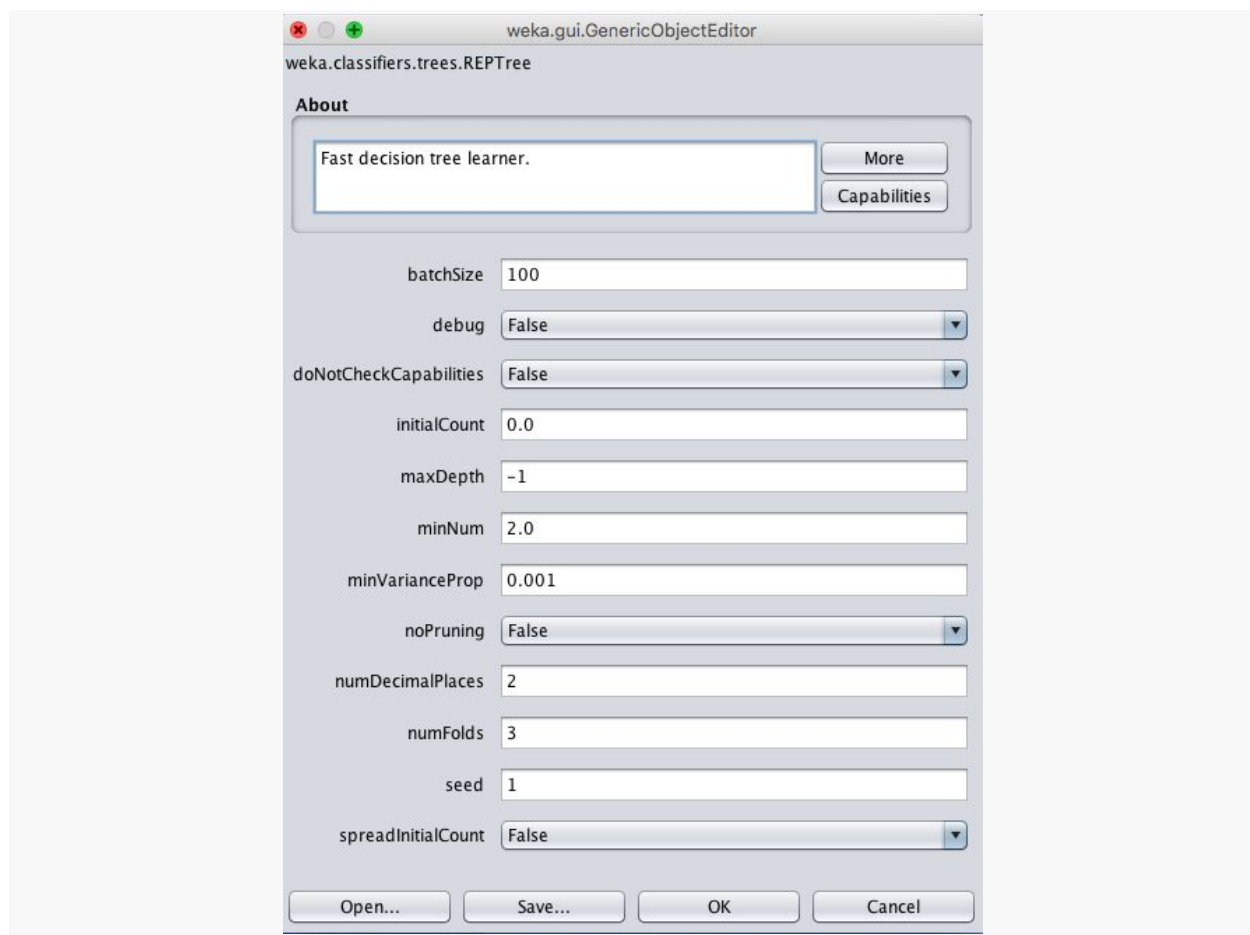 weka.gui.GenericObjectEditor
weka.classifiers.trees.REPTree
About
Fast decision tree learner.
More
Capabilities
batchSize 100
debug False
doNotCheckCapabilities False
initialCount 0.0
maxDepth -1
minNum 2.0
minVarianceProp 0.001
noPruning False
numDecimalPlaces 2
numFolds 3
seed 1
spreadInitialCount False
Open... Save... OK Cancel